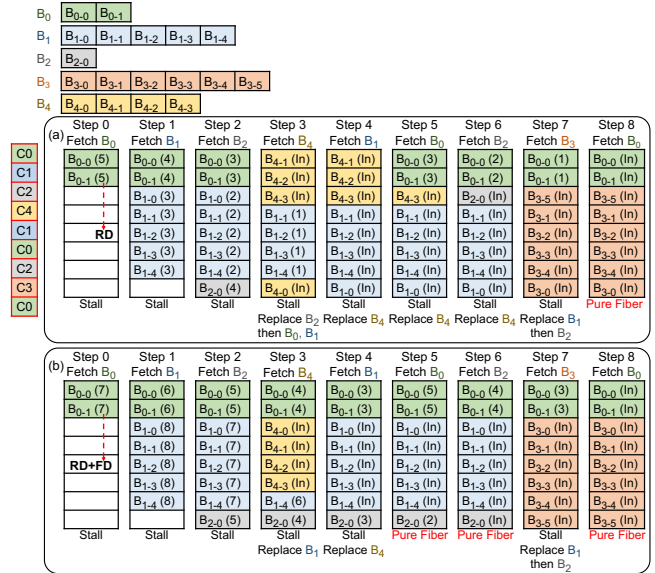 B0 B0-0 B0-1
B1 B1-0 B1-1 B1-2 B1-3 B1-4
B2 B2-0
B3 B3-0 B3-1 B3-2 B3-3 B3-4 B3-5
B4 B4-0 B4-1 B4-2 B4-3
(a) Step 0 Step 1 Step 2 Step 3 Step 4 Step 5 Step 6 Step 7 Step 8
Fetch B0 Fetch B1 Fetch B2 Fetch B4 Fetch B1 Fetch B0 Fetch B2 Fetch B3 Fetch B0
C0 B0-0 (5) B0-0 (4) B0-0 (3) B4-1 (In) B4-1 (In) B0-0 (3) B0-0 (2) B0-0 (1) B0-0 (In)
C1 B0-1 (5) B0-1 (4) B0-1 (3) B4-2 (In) B4-2 (In) B0-1 (3) B0-1 (2) B0-1 (1) B0-1 (In)
C2 B1-0 (3) B1-0 (2) B4-3 (In) B4-3 (In) B4-3 (In) B2-0 (In) B3-5 (In) B3-5 (In)
C4 B1-1 (3) B1-1 (2) B1-1 (1) B1-1 (In) B1-1 (In) B1-1 (In) B3-1 (In) B3-1 (In)
C1 RD B1-2 (3) B1-2 (2) B1-2 (1) B1-2 (In) B1-2 (In) B1-2 (In) B3-2 (In) B3-2 (In)
C0 B1-3 (3) B1-3 (2) B1-3 (1) B1-3 (In) B1-3 (In) B1-3 (In) B3-3 (In) B3-3 (In)
C2 B1-4 (3) B1-4 (2) B1-4 (1) B1-4 (In) B1-4 (In) B1-4 (In) B3-4 (In) B3-4 (In)
C3 B2-0 (4) B4-0 (In) B1-0 (In) B1-0 (In) B1-0 (In) B3-0 (In) B3-0 (In)
C0 Stall Stall Stall Stall Stall Stall Stall Stall Pure Fiber
Replace B2 Replace B4 Replace B4 Replace B4 Replace B1
then B0, B1 then B2
(b) Step 0 Step 1 Step 2 Step 3 Step 4 Step 5 Step 6 Step 7 Step 8
Fetch B0 Fetch B1 Fetch B2 Fetch B4 Fetch B1 Fetch B0 Fetch B2 Fetch B3 Fetch B0
B0-0 (7) B0-0 (6) B0-0 (5) B0-0 (4) B0-0 (3) B0-0 (5) B0-0 (4) B0-0 (3) B0-0 (In)
B0-1 (7) B0-1 (6) B0-1 (5) B0-1 (4) B0-1 (3) B0-1 (5) B0-1 (4) B0-1 (3) B0-1 (In)
B1-0 (8) B1-0 (7) B4-0 (In) B1-0 (In) B1-0 (In) B1-0 (In) B3-0 (In) B3-0 (In)
B1-1 (8) B1-1 (7) B4-1 (In) B1-1 (In) B1-1 (In) B1-1 (In) B3-1 (In) B3-1 (In)
RD+FD B1-2 (8) B1-2 (7) B4-2 (In) B1-2 (In) B1-2 (In) B1-2 (In) B3-2 (In) B3-2 (In)
B1-3 (8) B1-3 (7) B4-3 (In) B1-3 (In) B1-3 (In) B1-3 (In) B3-3 (In) B3-3 (In)
B1-4 (8) B1-4 (7) B1-4 (6) B1-4 (In) B1-4 (In) B1-4 (In) B3-4 (In) B3-4 (In)
B2-0 (5) B2-0 (4) B2-0 (3) B2-0 (2) B2-0 (In) B3-5 (In) B3-5 (In)
Stall Stall Stall Stall Stall Pure Fiber Pure Fiber Stall Pure Fiber
Replace B1 Replace B4 Replace B1
then B2